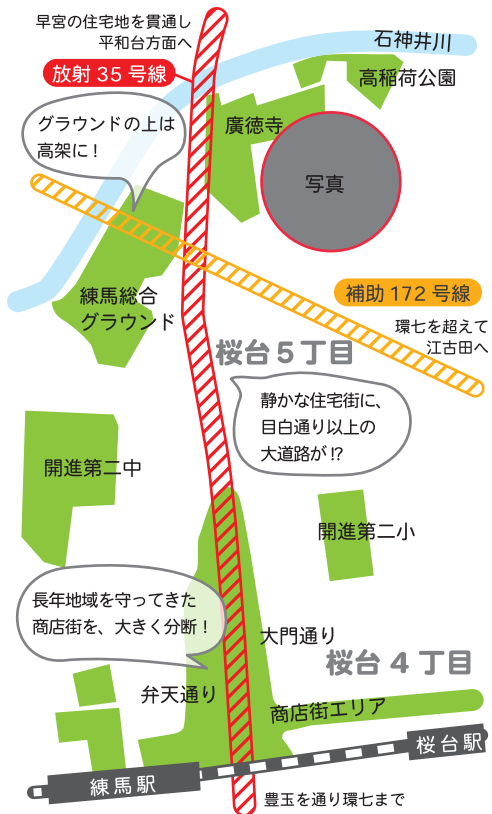 早宮の住宅地を貫通し
平和台方面へ
石神井川
放射35号線
高稲荷公園
グラウンドの上は
高架に！
廣徳寺
写真
練馬総合
グラウンド
補助172号線
環七を超えて
江古田へ
桜台5丁目
静かな住宅街に、
目白通り以上の
大道路が!?
開進第二中
開進第二小
長年地域を守ってきた
商店街を、大きく分断！
大門通り
桜台4丁目
弁天通り
商店街エリア
桜台駅
練馬駅
豊玉を通り環七まで